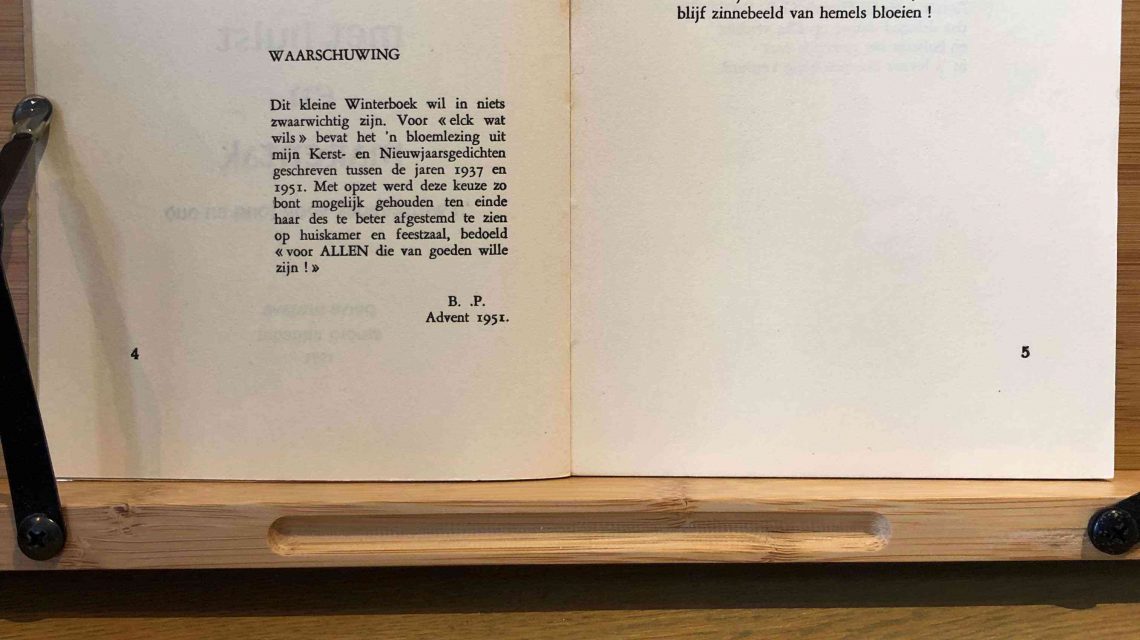 WAARSCHUWING
Dit kleine Winterboek wil in niets
zwaarwichtig zijn. Voor « elck wat
wils » bevat het 'n bloemlezing uit
mijn Kerst- en Nieuwjaarsgedichten
geschreven tussen de jaren 1937 en
1951. Met opzet werd deze keuze zo
bont mogelijk gehouden ten einde
haar des te beter afgestemd te zien
op huiskamer en feestzaal, bedoeld
« voor ALLEN die van goeden wille
zijn ! »
B. .P.
Advent 1951.
4
blijf zinnebeeld van hemels bloeien !
5